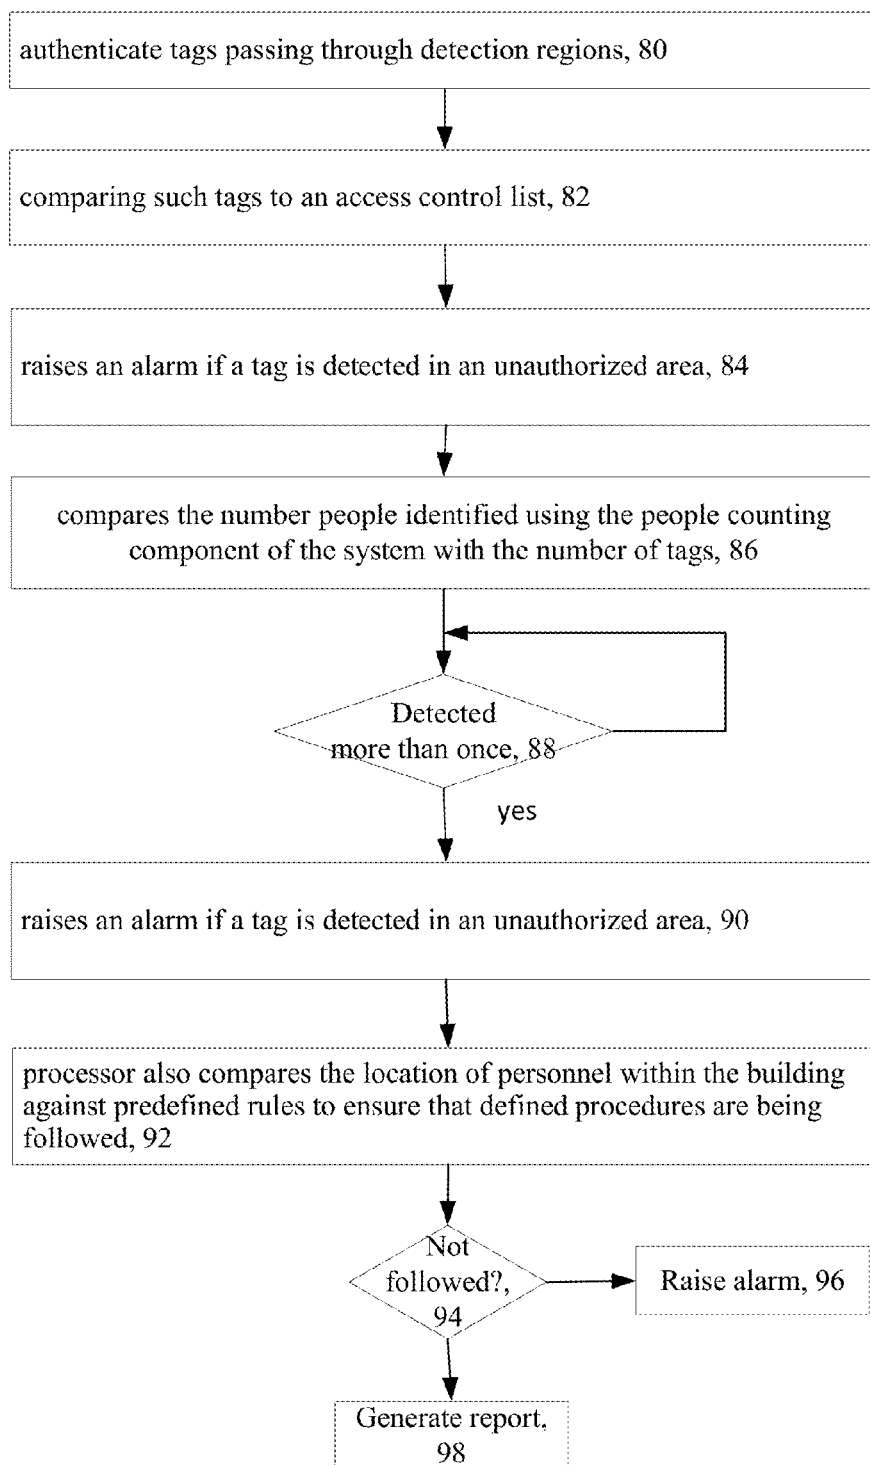 authenticate tags passing through detection regions, 80
comparing such tags to an access control list, 82
raises an alarm if a tag is detected in an unauthorized area, 84
compares the number people identified using the people counting
component of the system with the number of tags, 86
Detected
more than once, 88
yes
raises an alarm if a tag is detected in an unauthorized area, 90
processor also compares the location of personnel within the building
against predefined rules to ensure that defined procedures are being
followed, 92
Not
followed?,
94
Raise alarm, 96
Generate report,
98